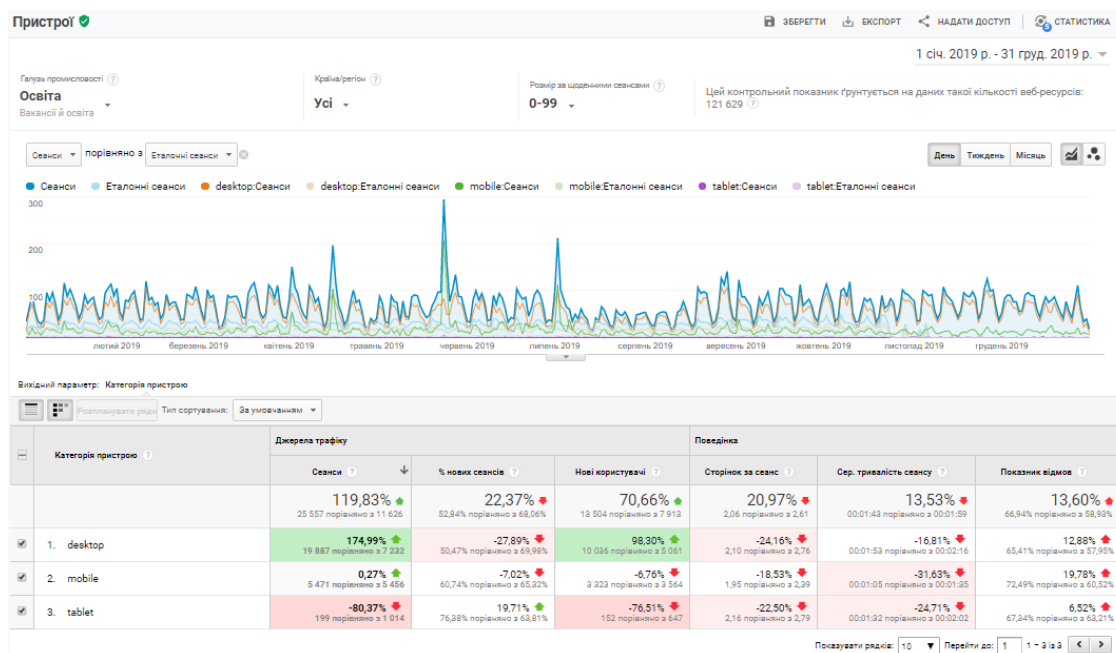 Пристрої
ЗБЕРЕГТИ ЕКСПОРТ НАДАТИ ДОСТУП СТАТИСТИКА
1 січ. 2019 р. - 31 груд. 2019 р.
Галузь промисловості ? Країна/регіон ? Розмір за щоденними сеансами ?
Освіта Усі 0-99
Вакансії й освіта
Цей контрольний показник ґрунтується на даних такої кількості веб-ресурсів:
121 629 ?
Сеанси порівняно з Еталонні сеанси День Тиждень Місяць
Сеанси Еталонні сеанси desktop:Сеанси desktop:Еталонні сеанси mobile:Сеанси mobile:Еталонні сеанси tablet:Сеанси tablet:Еталонні сеанси
300
200
100
лютий 2019 березень 2019 квітень 2019 травень 2019 червень 2019 липень 2019 серпень 2019 вересень 2019 жовтень 2019 листопад 2019 грудень 2019
Вихідний параметр: Категорія пристрою
Розпланувати ряди Тип сортування: За умовчанням
Категорія пристрою ? Джерела трафіку Поведінка
Сеанси ? % нових сеансів ? Нові користувачі ? Сторінок за сеанс ? Сер. тривалість сеансу ? Показник відмов ?
119,83% 22,37% 70,66% 20,97% 13,53% 13,60%
25 557 порівняно з 11 626 52,84% порівняно з 68,06% 13 504 порівняно з 7 913 2,06 порівняно з 2,61 00:01:43 порівняно з 00:01:59 66,94% порівняно з 58,93%
1. desktop 174,99% -27,89% 98,30% -24,16% -16,81% 12,88%
19 887 порівняно з 7 232 50,47% порівняно з 69,98% 10 036 порівняно з 5 061 2,10 порівняно з 2,76 00:01:53 порівняно з 00:02:16 65,41% порівняно з 57,95%
2. mobile 0,27% -7,02% -6,76% -18,53% -31,63% 19,78%
5 471 порівняно з 5 456 60,74% порівняно з 65,32% 3 323 порівняно з 3 564 1,95 порівняно з 2,39 00:01:05 порівняно з 00:01:35 72,49% порівняно з 60,52%
3. tablet -80,37% 19,71% -76,51% -22,50% -24,71% 6,52%
199 порівняно з 1 014 76,38% порівняно з 63,81% 152 порівняно з 647 2,16 порівняно з 2,79 00:01:32 порівняно з 00:02:02 67,34% порівняно з 63,21%
Показувати рядків: 10 Перейти до: 1 1 – 3 із 3